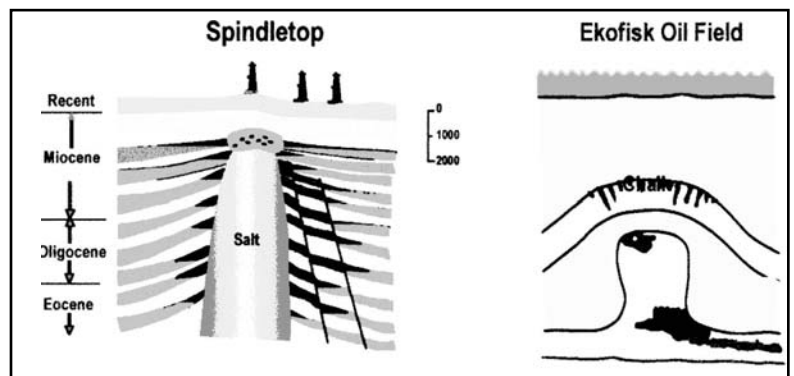 Spindletop
Ekofisk Oil Field
Recent
0
1000
2000
Miocene
Chalk
Oligocene
Salt
Eocene